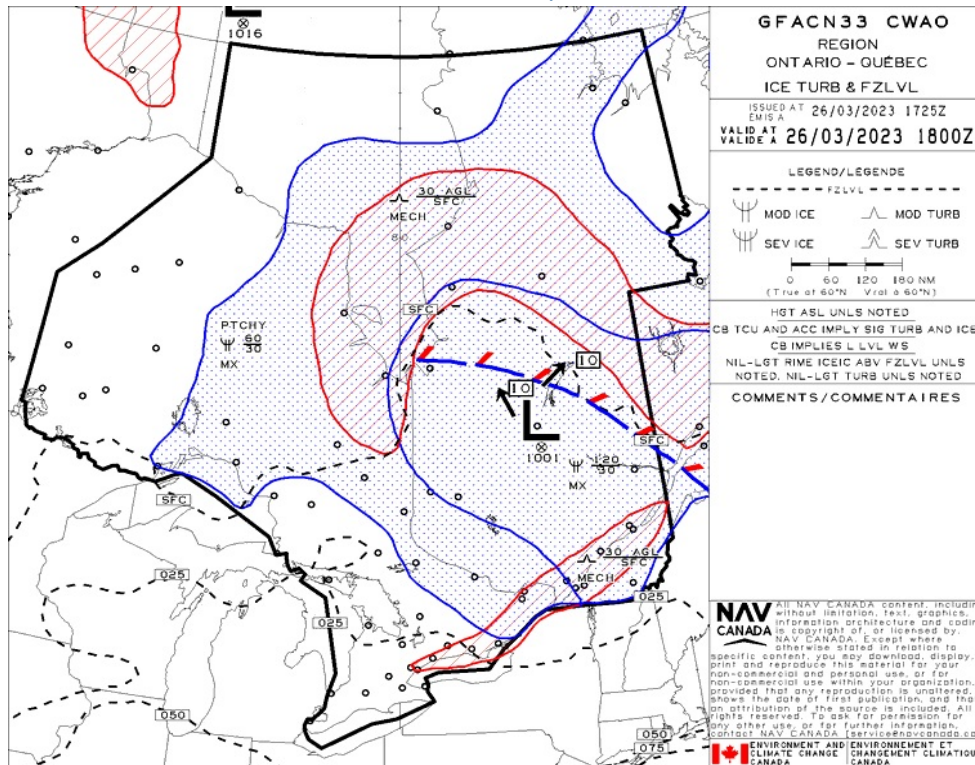 1016
30 AGL
SFC
MECH
80
SFC
PTCHY
60
30
MX
10
10
1001
SFC
120
30
MX
SFC
30 AGL
SFC
MECH
025
025
025
050
050
075
GFACN33 CWAO
REGION
ONTARIO - QUÉBEC
ICE TURB & FZLVL
ISSUED AT
ÉMIS A
26/03/2023 1725Z
VALID AT
VALIDE A
26/03/2023 1800Z
LEGEND/LÉGENDE
FZLVL
MOD ICE
MOD TURB
SEV ICE
SEV TURB
0 60 120 180 NM
(True at 60°N Vrai à 60°N)
HGT ASL UNLS NOTED
CB TCU AND ACC IMPLY SIG TURB AND ICE
CB IMPLIES L LVL WS
NIL-LGT RIME ICEIC ABV FZLVL UNLS
NOTED. NIL-LGT TURB UNLS NOTED
COMMENTS/COMMENTAIRES
NAV
CANADA
All NAV CANADA content, includin
without limitation, text, graphics,
information architecture and codin
is copyright of, or licensed by,
NAV CANADA. Except where
otherwise stated in relation to
specific content, you may download, display,
print and reproduce this material for your
non-commercial and personal use, or for
non-commercial use within your organization,
provided that any reproduction is unaltered,
shows the date of first publication, and tha
an attribution of the source is included. All
rights reserved. To ask for permission for
any other use, or for further information,
contact NAV CANADA [service@navcanada.ca
ENVIRONMENT AND
CLIMATE CHANGE
CANADA
ENVIRONNEMENT ET
CHANGEMENT CLIMATIQU
CANADA